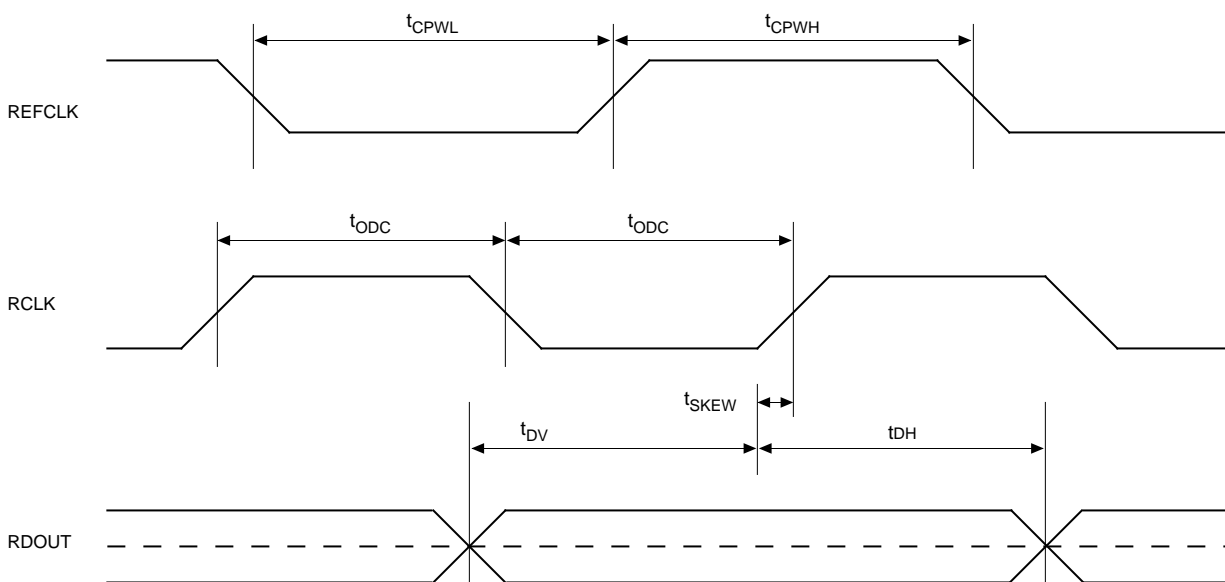 tCPWL tCPWH
REFCLK
tODC tODC
RCLK
tSKEW
tDV tDH
RDOUT